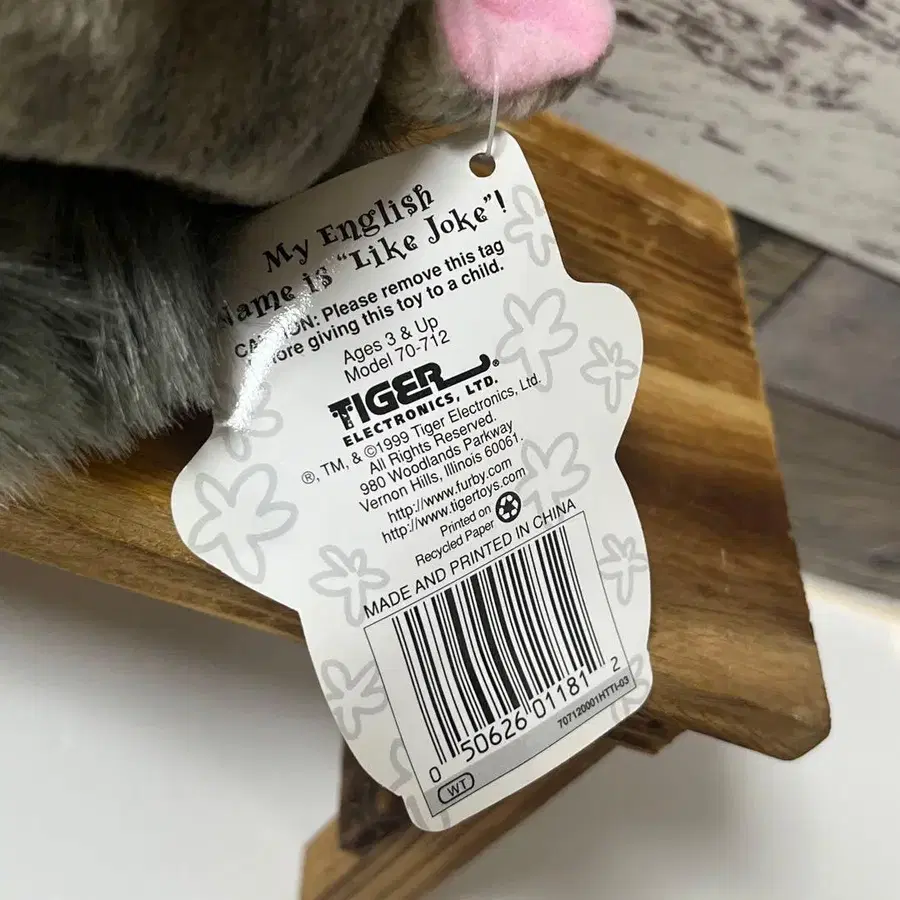 My English
Name is "Like Joke"!
CAUTION: Please remove this tag
before giving this toy to a child.
Ages 3 & Up
Model 70-712
TIGER®
ELECTRONICS, LTD.
®, TM, & ©1999 Tiger Electronics, Ltd.
All Rights Reserved.
980 Woodlands Parkway
Vernon Hills, Illinois 60061.
http://www.furby.com
http://www.tigertoys.com
Printed on
Recycled Paper
MADE AND PRINTED IN CHINA
0 50626 01181 2
707120001HTTI-03
WT